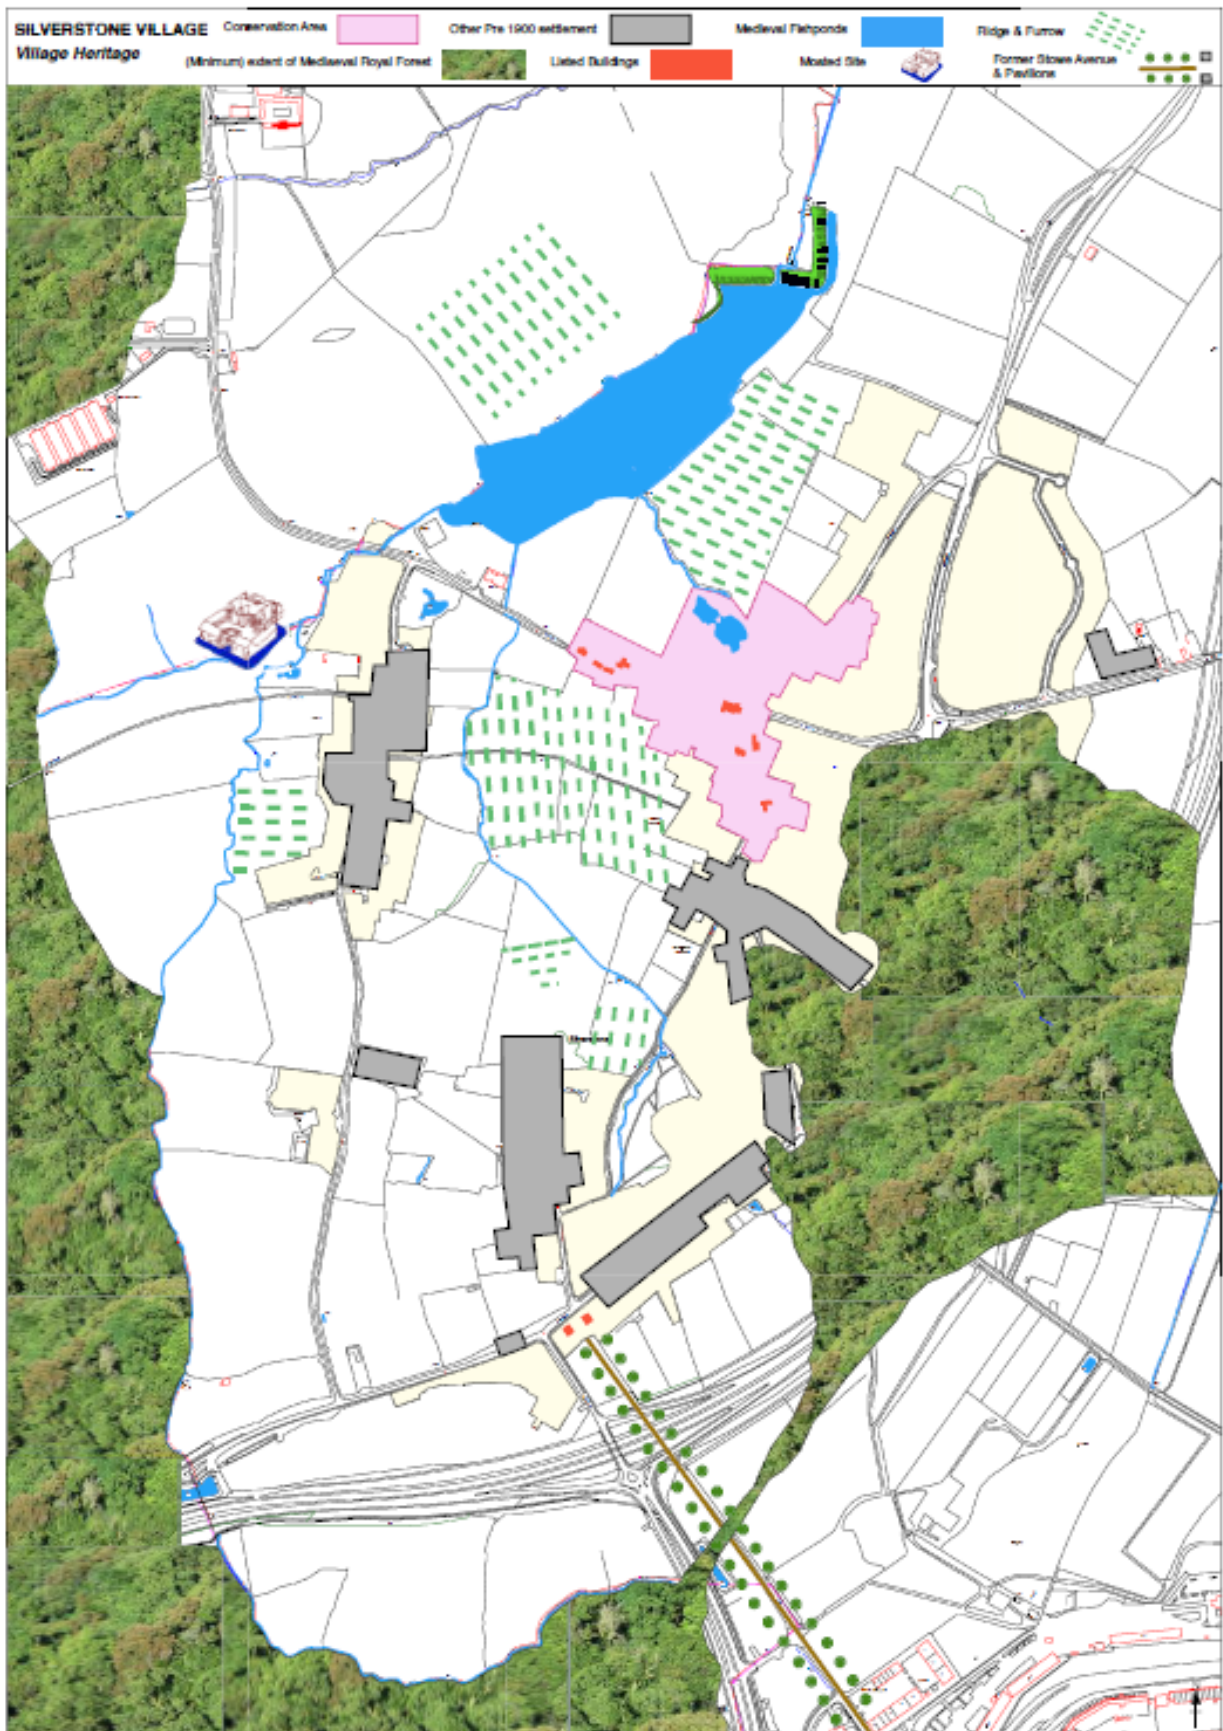 SILVERSTONE VILLAGE
Village Heritage
Conservation Area
Other Pre 1900 settlement
Medieval Fishponds
Ridge & Furrow
(Minimum) extent of Mediaeval Royal Forest
Listed Buildings
Moated Site
Former Stowe Avenue
& Pavilions